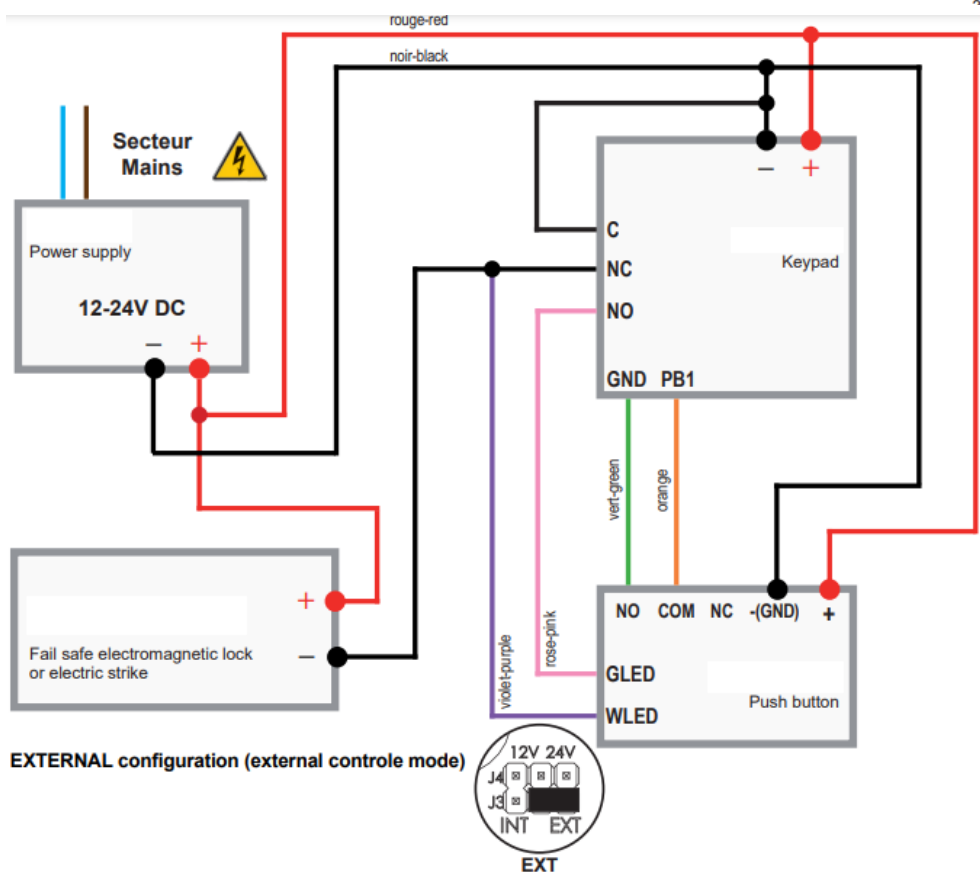 rouge-red
noir-black
Secteur
Mains
Power supply
12-24V DC
− +
− +
C
NC
NO
Keypad
GND PB1
vert-green
orange
+
−
Fail safe electromagnetic lock
or electric strike
violet-purple
rose-pink
NO COM NC -(GND) +
GLED
WLED
Push button
EXTERNAL configuration (external controle mode)
12V 24V
J4
J3
INT EXT
EXT